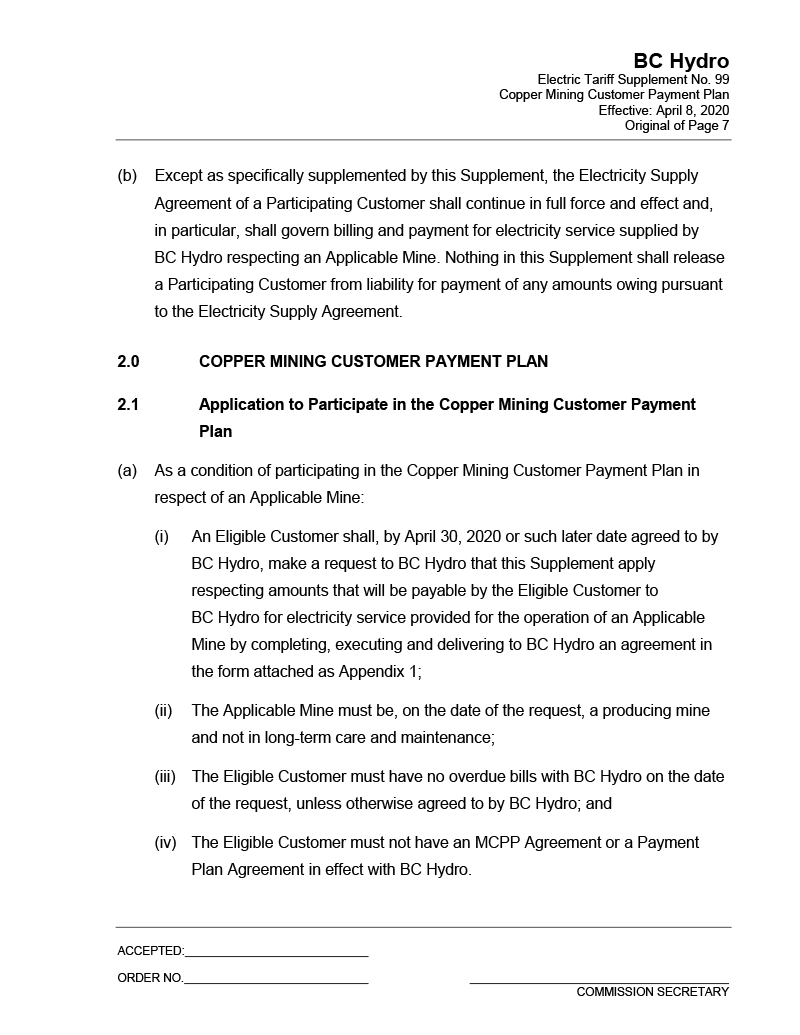 BC Hydro
Electric Tariff Supplement No. 99
Copper Mining Customer Payment Plan
Effective: April 8, 2020
Original of Page 7
(b) Except as specifically supplemented by this Supplement, the Electricity Supply
Agreement of a Participating Customer shall continue in full force and effect and,
in particular, shall govern billing and payment for electricity service supplied by
BC Hydro respecting an Applicable Mine. Nothing in this Supplement shall release
a Participating Customer from liability for payment of any amounts owing pursuant
to the Electricity Supply Agreement.
2.0 COPPER MINING CUSTOMER PAYMENT PLAN
2.1 Application to Participate in the Copper Mining Customer Payment
Plan
(a) As a condition of participating in the Copper Mining Customer Payment Plan in
respect of an Applicable Mine:
(i) An Eligible Customer shall, by April 30, 2020 or such later date agreed to by
BC Hydro, make a request to BC Hydro that this Supplement apply
respecting amounts that will be payable by the Eligible Customer to
BC Hydro for electricity service provided for the operation of an Applicable
Mine by completing, executing and delivering to BC Hydro an agreement in
the form attached as Appendix 1;
(ii) The Applicable Mine must be, on the date of the request, a producing mine
and not in long-term care and maintenance;
(iii) The Eligible Customer must have no overdue bills with BC Hydro on the date
of the request, unless otherwise agreed to by BC Hydro; and
(iv) The Eligible Customer must not have an MCPP Agreement or a Payment
Plan Agreement in effect with BC Hydro.
ACCEPTED:
ORDER NO.
COMMISSION SECRETARY